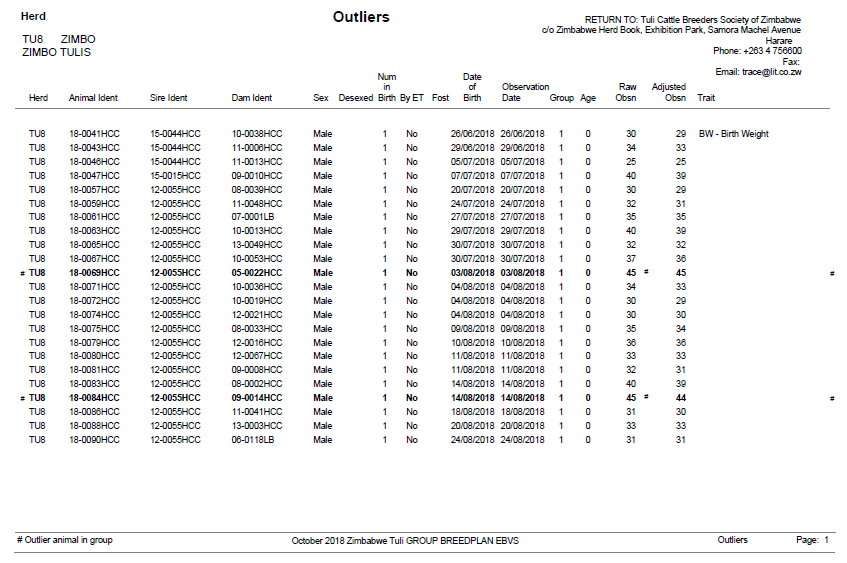 Herd
Outliers
RETURN TO: Tuli Cattle Breeders Society of Zimbabwe
c/o Zimbabwe Herd Book, Exhibition Park, Samora Machel Avenue
Harare
Phone: +263 4 756600
Fax:
Email: trace@lit.co.zw
TU8 ZIMBO
ZIMBO TULIS
Herd Animal Ident Sire Ident Dam Ident Sex Desexed Num in Birth By ET Fost Date of Birth Observation Date Group Age Raw Obsn Adjusted Obsn Trait
TU8 18-0041HCC 15-0044HCC 10-0038HCC Male 1 No 26/06/2018 26/06/2018 1 0 30 29 BW - Birth Weight
TU8 18-0043HCC 15-0044HCC 11-0006HCC Male 1 No 29/06/2018 29/06/2018 1 0 34 33
TU8 18-0046HCC 15-0044HCC 11-0013HCC Male 1 No 05/07/2018 05/07/2018 1 0 25 25
TU8 18-0047HCC 15-0015HCC 09-0010HCC Male 1 No 07/07/2018 07/07/2018 1 0 40 39
TU8 18-0057HCC 12-0055HCC 08-0039HCC Male 1 No 20/07/2018 20/07/2018 1 0 30 29
TU8 18-0059HCC 12-0055HCC 11-0048HCC Male 1 No 24/07/2018 24/07/2018 1 0 32 31
TU8 18-0061HCC 12-0055HCC 07-0001LB Male 1 No 27/07/2018 27/07/2018 1 0 35 35
TU8 18-0063HCC 12-0055HCC 10-0013HCC Male 1 No 29/07/2018 29/07/2018 1 0 40 39
TU8 18-0065HCC 12-0055HCC 13-0049HCC Male 1 No 30/07/2018 30/07/2018 1 0 32 32
TU8 18-0067HCC 12-0055HCC 10-0053HCC Male 1 No 30/07/2018 30/07/2018 1 0 37 36
# TU8 18-0069HCC 12-0055HCC 05-0022HCC Male 1 No 03/08/2018 03/08/2018 1 0 45 # 45 #
TU8 18-0071HCC 12-0055HCC 10-0036HCC Male 1 No 04/08/2018 04/08/2018 1 0 34 33
TU8 18-0072HCC 12-0055HCC 10-0019HCC Male 1 No 04/08/2018 04/08/2018 1 0 30 29
TU8 18-0074HCC 12-0055HCC 12-0021HCC Male 1 No 04/08/2018 04/08/2018 1 0 30 30
TU8 18-0075HCC 12-0055HCC 08-0033HCC Male 1 No 09/08/2018 09/08/2018 1 0 35 34
TU8 18-0079HCC 12-0055HCC 12-0016HCC Male 1 No 10/08/2018 10/08/2018 1 0 36 36
TU8 18-0080HCC 12-0055HCC 12-0067HCC Male 1 No 11/08/2018 11/08/2018 1 0 33 33
TU8 18-0081HCC 12-0055HCC 09-0008HCC Male 1 No 11/08/2018 11/08/2018 1 0 32 31
TU8 18-0083HCC 12-0055HCC 08-0002HCC Male 1 No 14/08/2018 14/08/2018 1 0 40 39
# TU8 18-0084HCC 12-0055HCC 09-0014HCC Male 1 No 14/08/2018 14/08/2018 1 0 45 # 44 #
TU8 18-0086HCC 12-0055HCC 11-0041HCC Male 1 No 18/08/2018 18/08/2018 1 0 31 30
TU8 18-0088HCC 12-0055HCC 13-0003HCC Male 1 No 20/08/2018 20/08/2018 1 0 33 33
TU8 18-0090HCC 12-0055HCC 06-0118LB Male 1 No 24/08/2018 24/08/2018 1 0 31 31
# Outlier animal in group October 2018 Zimbabwe Tuli GROUP BREEDPLAN EBVS Outliers Page: 1